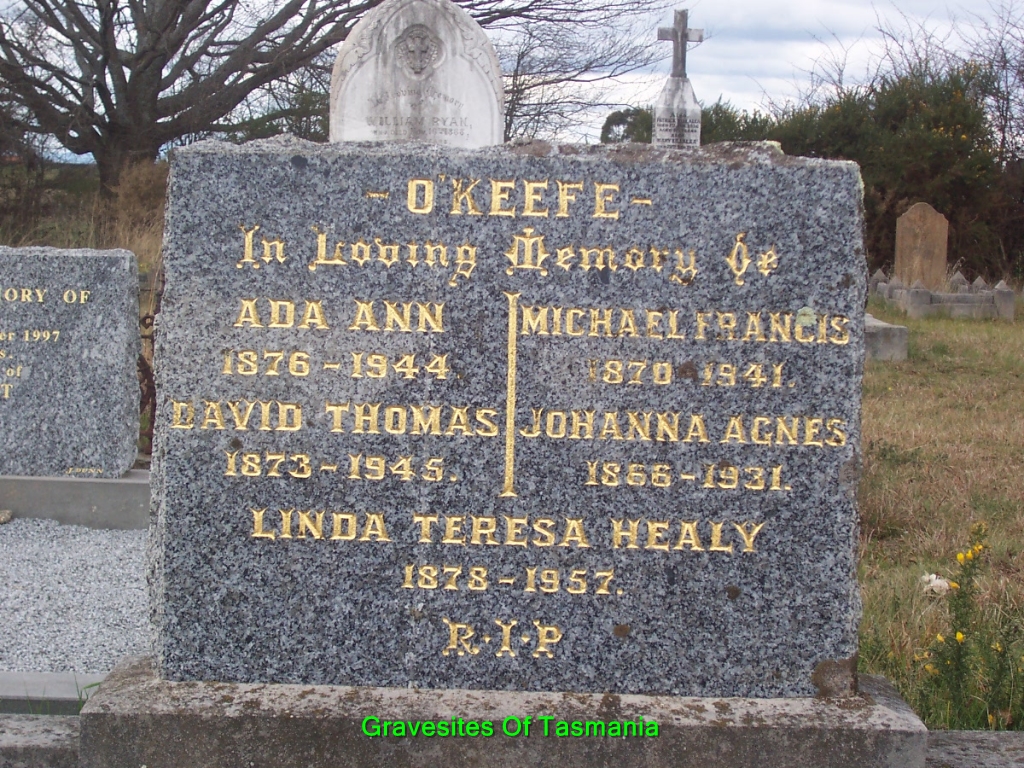 WILLIAM RYAN,
- O'KEEFE -
In Loving Memory Of
ADA ANN
1876 - 1944.
DAVID THOMAS
1873 - 1945.
MICHAEL FRANCIS
1870 - 1941.
JOHANNA AGNES
1866 - 1931.
LINDA TERESA HEALY
1878 - 1957.
R·I·P
ORY OF
er 1997
s
of
T
Gravesites Of Tasmania